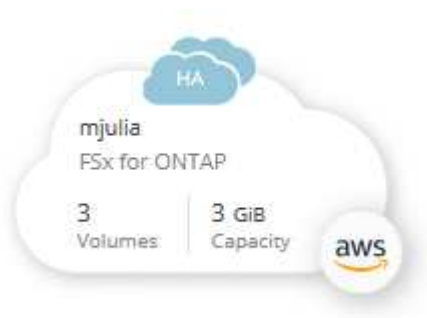 HA
mjulia
FSx for ONTAP
3
Volumes
3 GiB
Capacity
aws